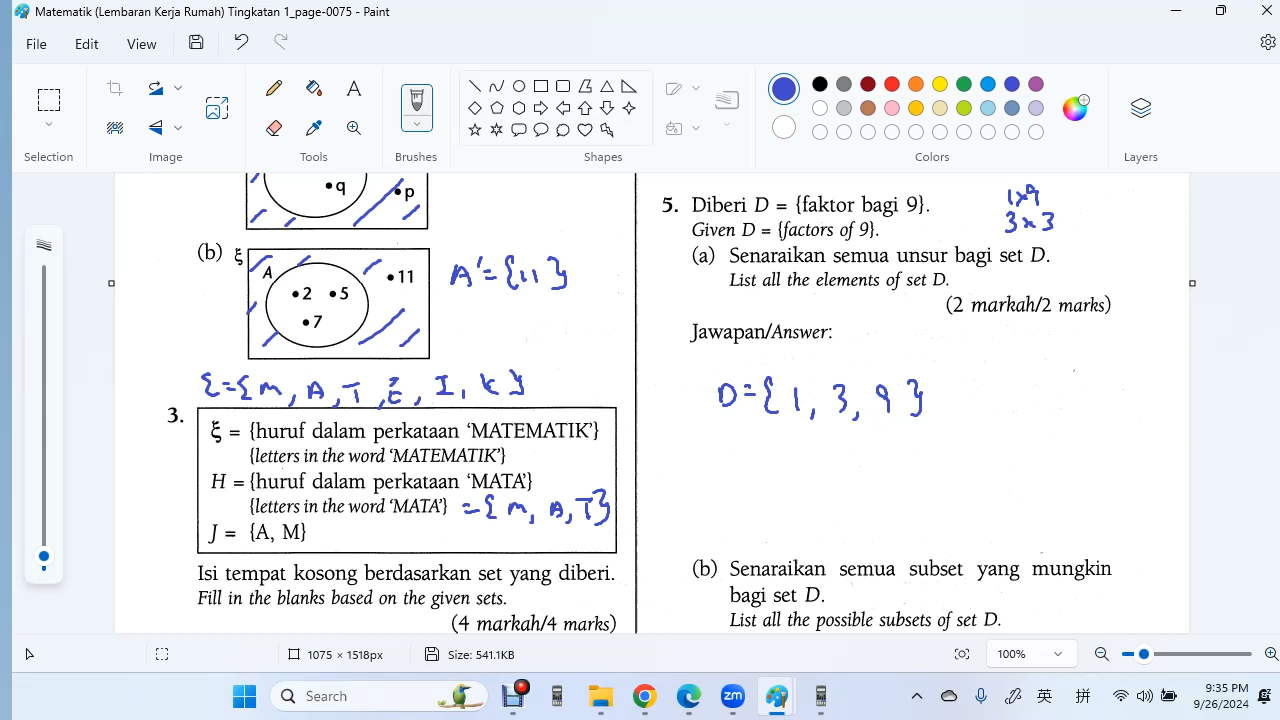 Matematik (Lembaran Kerja Rumah) Tingkatan 1_page-0075 - Paint
File Edit View
Selection Image Tools Brushes Shapes Colors Layers
•q
•p
(b) ξ
A
•2 •5
•7
•11
A'={11}
ξ={M, A, T, E, I, K}
3.
ξ = {huruf dalam perkataan ‘MATEMATIK’}
{letters in the word ‘MATEMATIK’}
H = {huruf dalam perkataan ‘MATA’}
{letters in the word ‘MATA’} ={M, A, T}
J = {A, M}
Isi tempat kosong berdasarkan set yang diberi.
Fill in the blanks based on the given sets.
(4 markah/4 marks)
1x9
3x3
5. Diberi D = {faktor bagi 9}.
Given D = {factors of 9}.
(a) Senaraikan semua unsur bagi set D.
List all the elements of set D.
(2 markah/2 marks)
Jawapan/Answer:
D={1, 3, 9}
(b) Senaraikan semua subset yang mungkin
bagi set D.
List all the possible subsets of set D.
1075 × 1518px Size: 541.1KB 100%
Search zm 英 拼 9:35 PM
9/26/2024